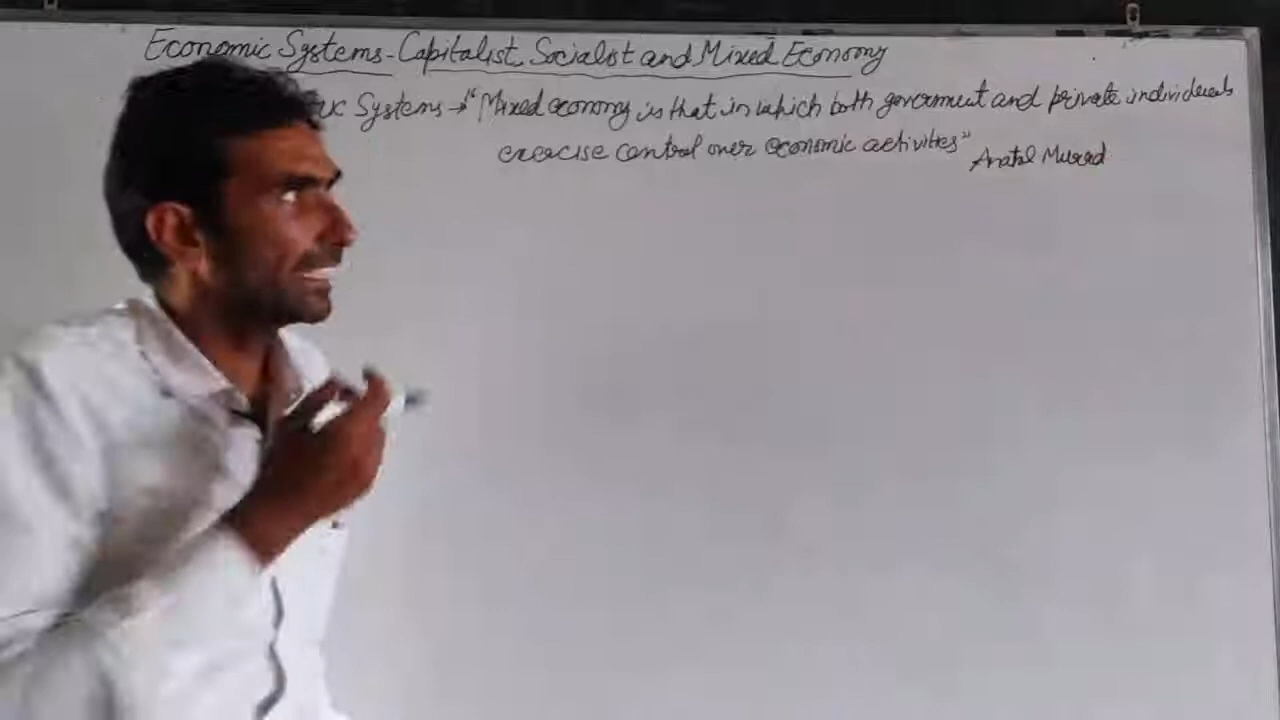 Economic Systems - Capitalist, Socialist and Mixed Economy
Systems → "Mixed economy is that in which both government and private individuals
exercise control over economic activities"
Anatol Murad